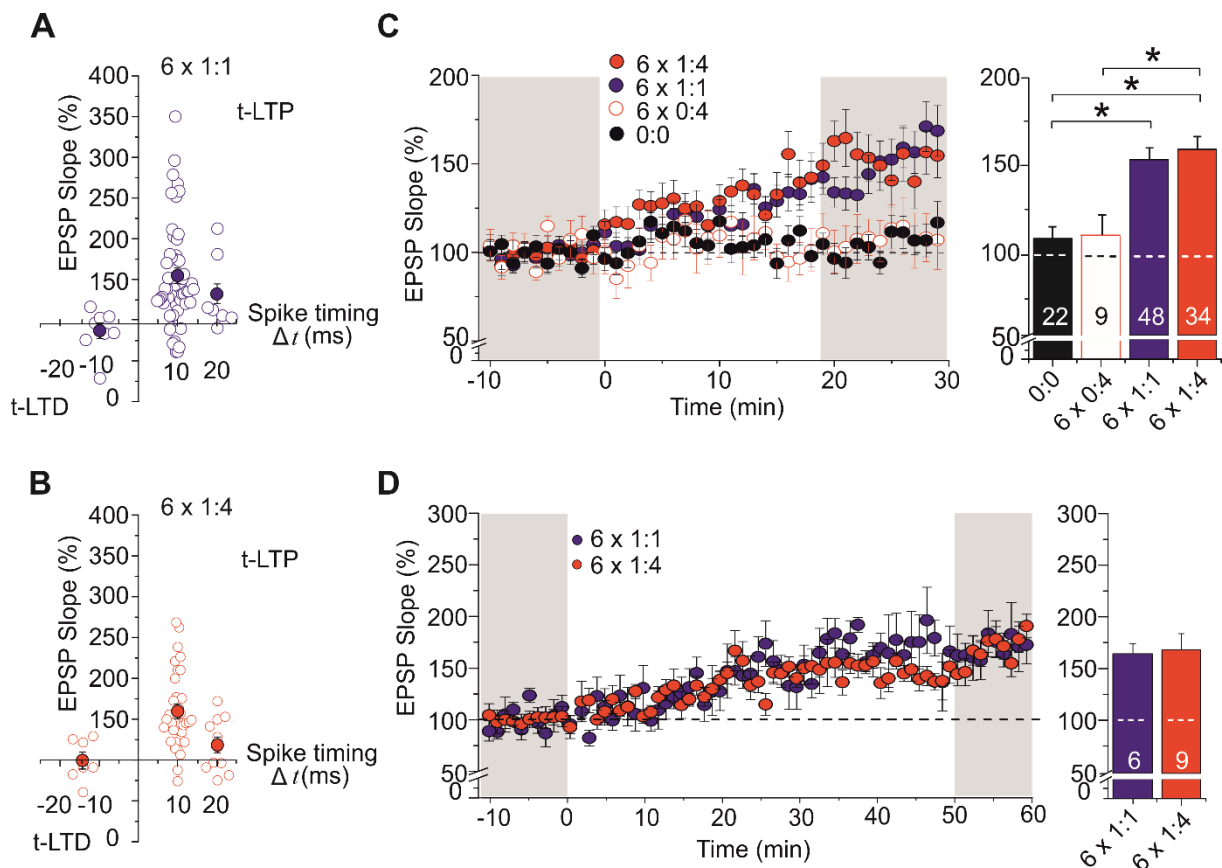 A
6 x 1:1
400
350
300
250
200
150
100
50
0
EPSP Slope (%)
t-LTP
Spike timing
Δt (ms)
-20 -10 10 20
t-LTD
B
6 x 1:4
400
350
300
250
200
150
100
50
0
EPSP Slope (%)
t-LTP
Spike timing
Δt (ms)
-20 -10 10 20
t-LTD
C
6 x 1:4
6 x 1:1
6 x 0:4
0:0
200
150
100
50
0
EPSP Slope (%)
-10 0 10 20 30
Time (min)
* 
*
*
200
150
100
50
0
22 9 48 34
0:0 6 x 0:4 6 x 1:1 6 x 1:4
D
6 x 1:1
6 x 1:4
300
250
200
150
100
50
0
EPSP Slope (%)
-10 0 10 20 30 40 50 60
Time (min)
300
250
200
150
100
50
0
6 9
6 x 1:1 6 x 1:4